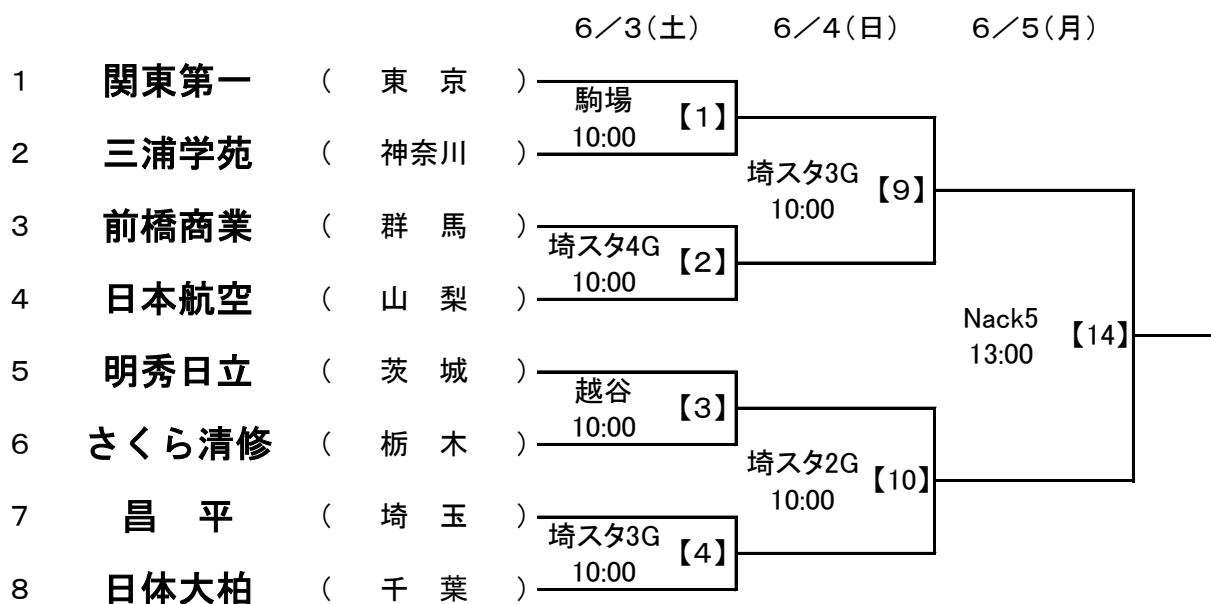 6/3(土) 6/4(日) 6/5(月)
1 関東第一 ( 東 京 )
駒場 【1】
10:00
2 三浦学苑 ( 神奈川 )
埼スタ3G 【9】
10:00
3 前橋商業 ( 群 馬 )
埼スタ4G 【2】
10:00
4 日本航空 ( 山 梨 )
Nack5 【14】
13:00
5 明秀日立 ( 茨 城 )
越谷 【3】
10:00
6 さくら清修 ( 栃 木 )
埼スタ2G 【10】
10:00
7 昌 平 ( 埼 玉 )
埼スタ3G 【4】
10:00
8 日体大柏 ( 千 葉 )